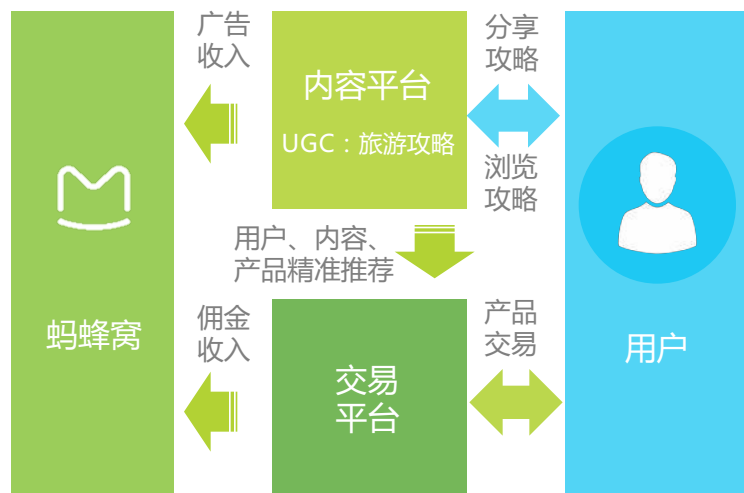 广告
收入
分享
攻略
内容平台
UGC：旅游攻略
浏览
攻略
用户、内容、
产品精准推荐
蚂蜂窝
佣金
收入
产品
交易
用户
交易
平台